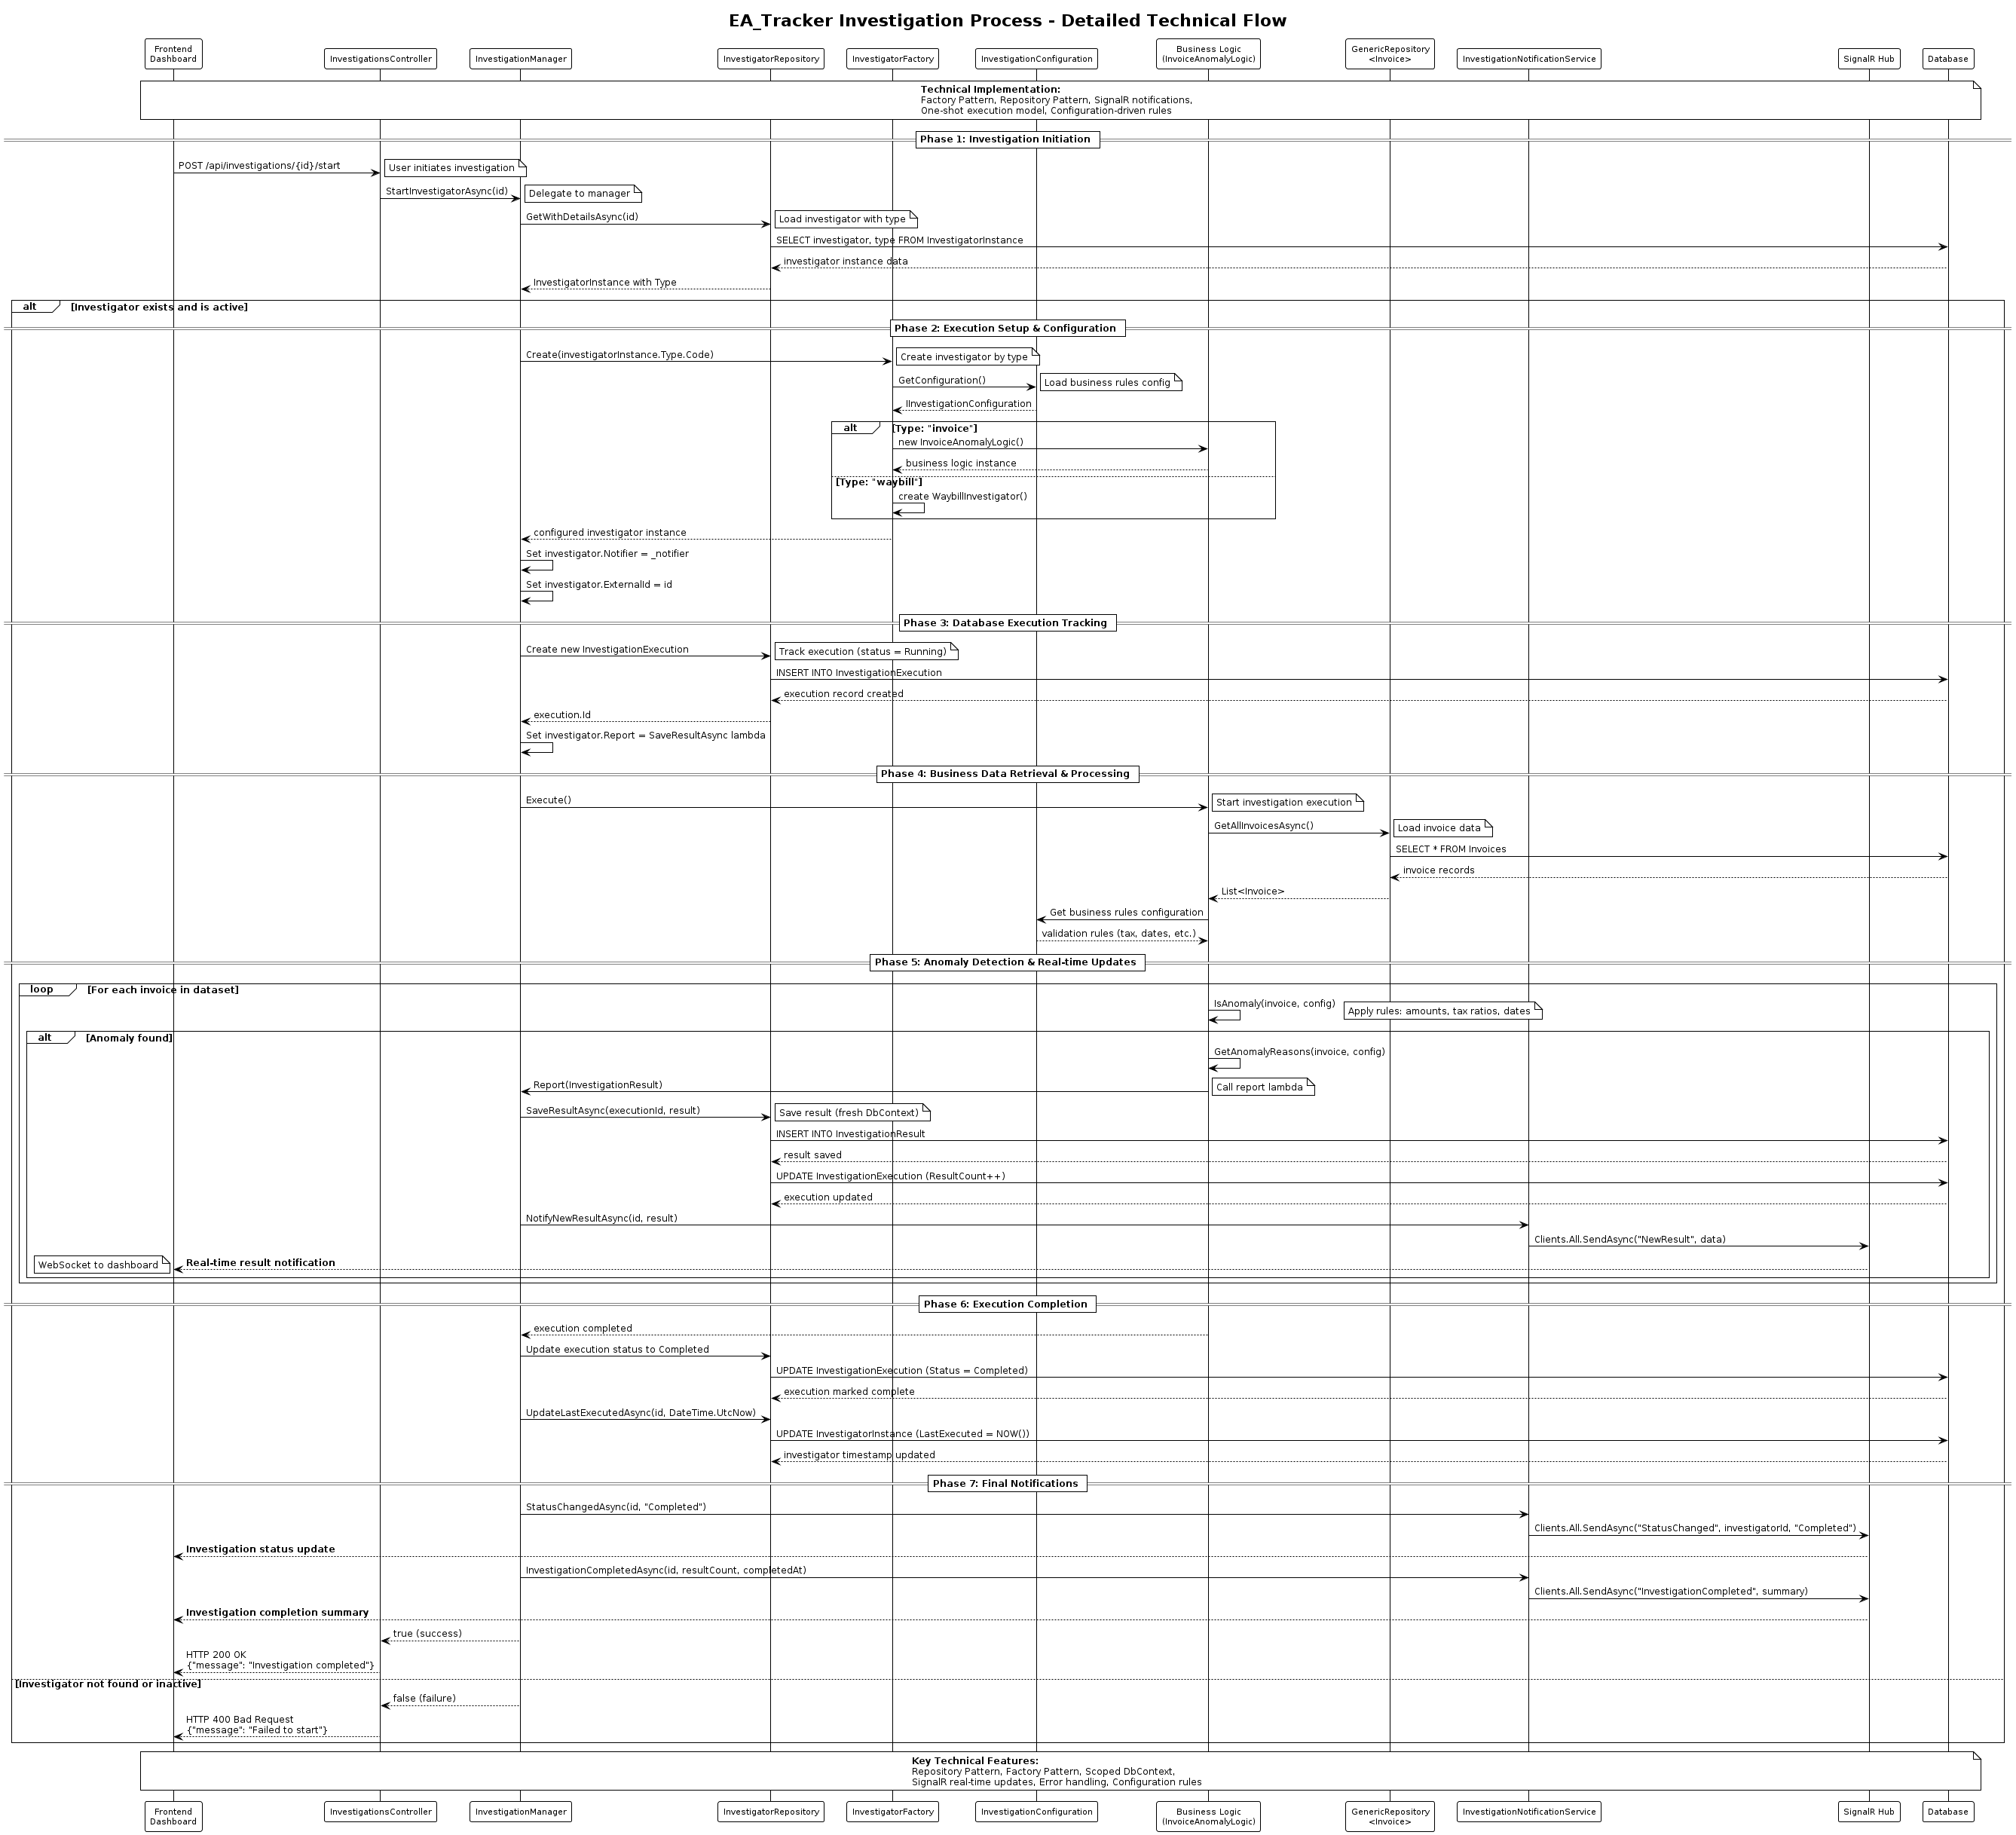 EA_Tracker Investigation Process - Detailed Technical Flow
Frontend
Dashboard
InvestigationsController
InvestigationManager
InvestigatorRepository
InvestigatorFactory
InvestigationConfiguration
Business Logic
(InvoiceAnomalyLogic)
GenericRepository
<Invoice>
InvestigationNotificationService
SignalR Hub
Database
Technical Implementation:
Factory Pattern, Repository Pattern, SignalR notifications,
One-shot execution model, Configuration-driven rules
Phase 1: Investigation Initiation
POST /api/investigations/{id}/start
User initiates investigation
StartInvestigatorAsync(id)
Delegate to manager
GetWithDetailsAsync(id)
Load investigator with type
SELECT investigator, type FROM InvestigatorInstance
investigator instance data
InvestigatorInstance with Type
alt [Investigator exists and is active]
Phase 2: Execution Setup & Configuration
Create(investigatorInstance.Type.Code)
Create investigator by type
GetConfiguration()
Load business rules config
IInvestigationConfiguration
alt [Type: "invoice"]
new InvoiceAnomalyLogic()
business logic instance
[Type: "waybill"]
create WaybillInvestigator()
configured investigator instance
Set investigator.Notifier = _notifier
Set investigator.ExternalId = id
Phase 3: Database Execution Tracking
Create new InvestigationExecution
Track execution (status = Running)
INSERT INTO InvestigationExecution
execution record created
execution.Id
Set investigator.Report = SaveResultAsync lambda
Phase 4: Business Data Retrieval & Processing
Execute()
Start investigation execution
GetAllInvoicesAsync()
Load invoice data
SELECT * FROM Invoices
invoice records
List<Invoice>
Get business rules configuration
validation rules (tax, dates, etc.)
Phase 5: Anomaly Detection & Real-time Updates
loop [For each invoice in dataset]
IsAnomaly(invoice, config)
Apply rules: amounts, tax ratios, dates
alt [Anomaly found]
GetAnomalyReasons(invoice, config)
Report(InvestigationResult)
Call report lambda
SaveResultAsync(executionId, result)
Save result (fresh DbContext)
INSERT INTO InvestigationResult
result saved
UPDATE InvestigationExecution (ResultCount++)
execution updated
NotifyNewResultAsync(id, result)
Clients.All.SendAsync("NewResult", data)
WebSocket to dashboard
Real-time result notification
Phase 6: Execution Completion
execution completed
Update execution status to Completed
UPDATE InvestigationExecution (Status = Completed)
execution marked complete
UpdateLastExecutedAsync(id, DateTime.UtcNow)
UPDATE InvestigatorInstance (LastExecuted = NOW())
investigator timestamp updated
Phase 7: Final Notifications
StatusChangedAsync(id, "Completed")
Clients.All.SendAsync("StatusChanged", investigatorId, "Completed")
Investigation status update
InvestigationCompletedAsync(id, resultCount, completedAt)
Clients.All.SendAsync("InvestigationCompleted", summary)
Investigation completion summary
true (success)
HTTP 200 OK
{"message": "Investigation completed"}
[Investigator not found or inactive]
false (failure)
HTTP 400 Bad Request
{"message": "Failed to start"}
Key Technical Features:
Repository Pattern, Factory Pattern, Scoped DbContext,
SignalR real-time updates, Error handling, Configuration rules
Frontend
Dashboard
InvestigationsController
InvestigationManager
InvestigatorRepository
InvestigatorFactory
InvestigationConfiguration
Business Logic
(InvoiceAnomalyLogic)
GenericRepository
<Invoice>
InvestigationNotificationService
SignalR Hub
Database